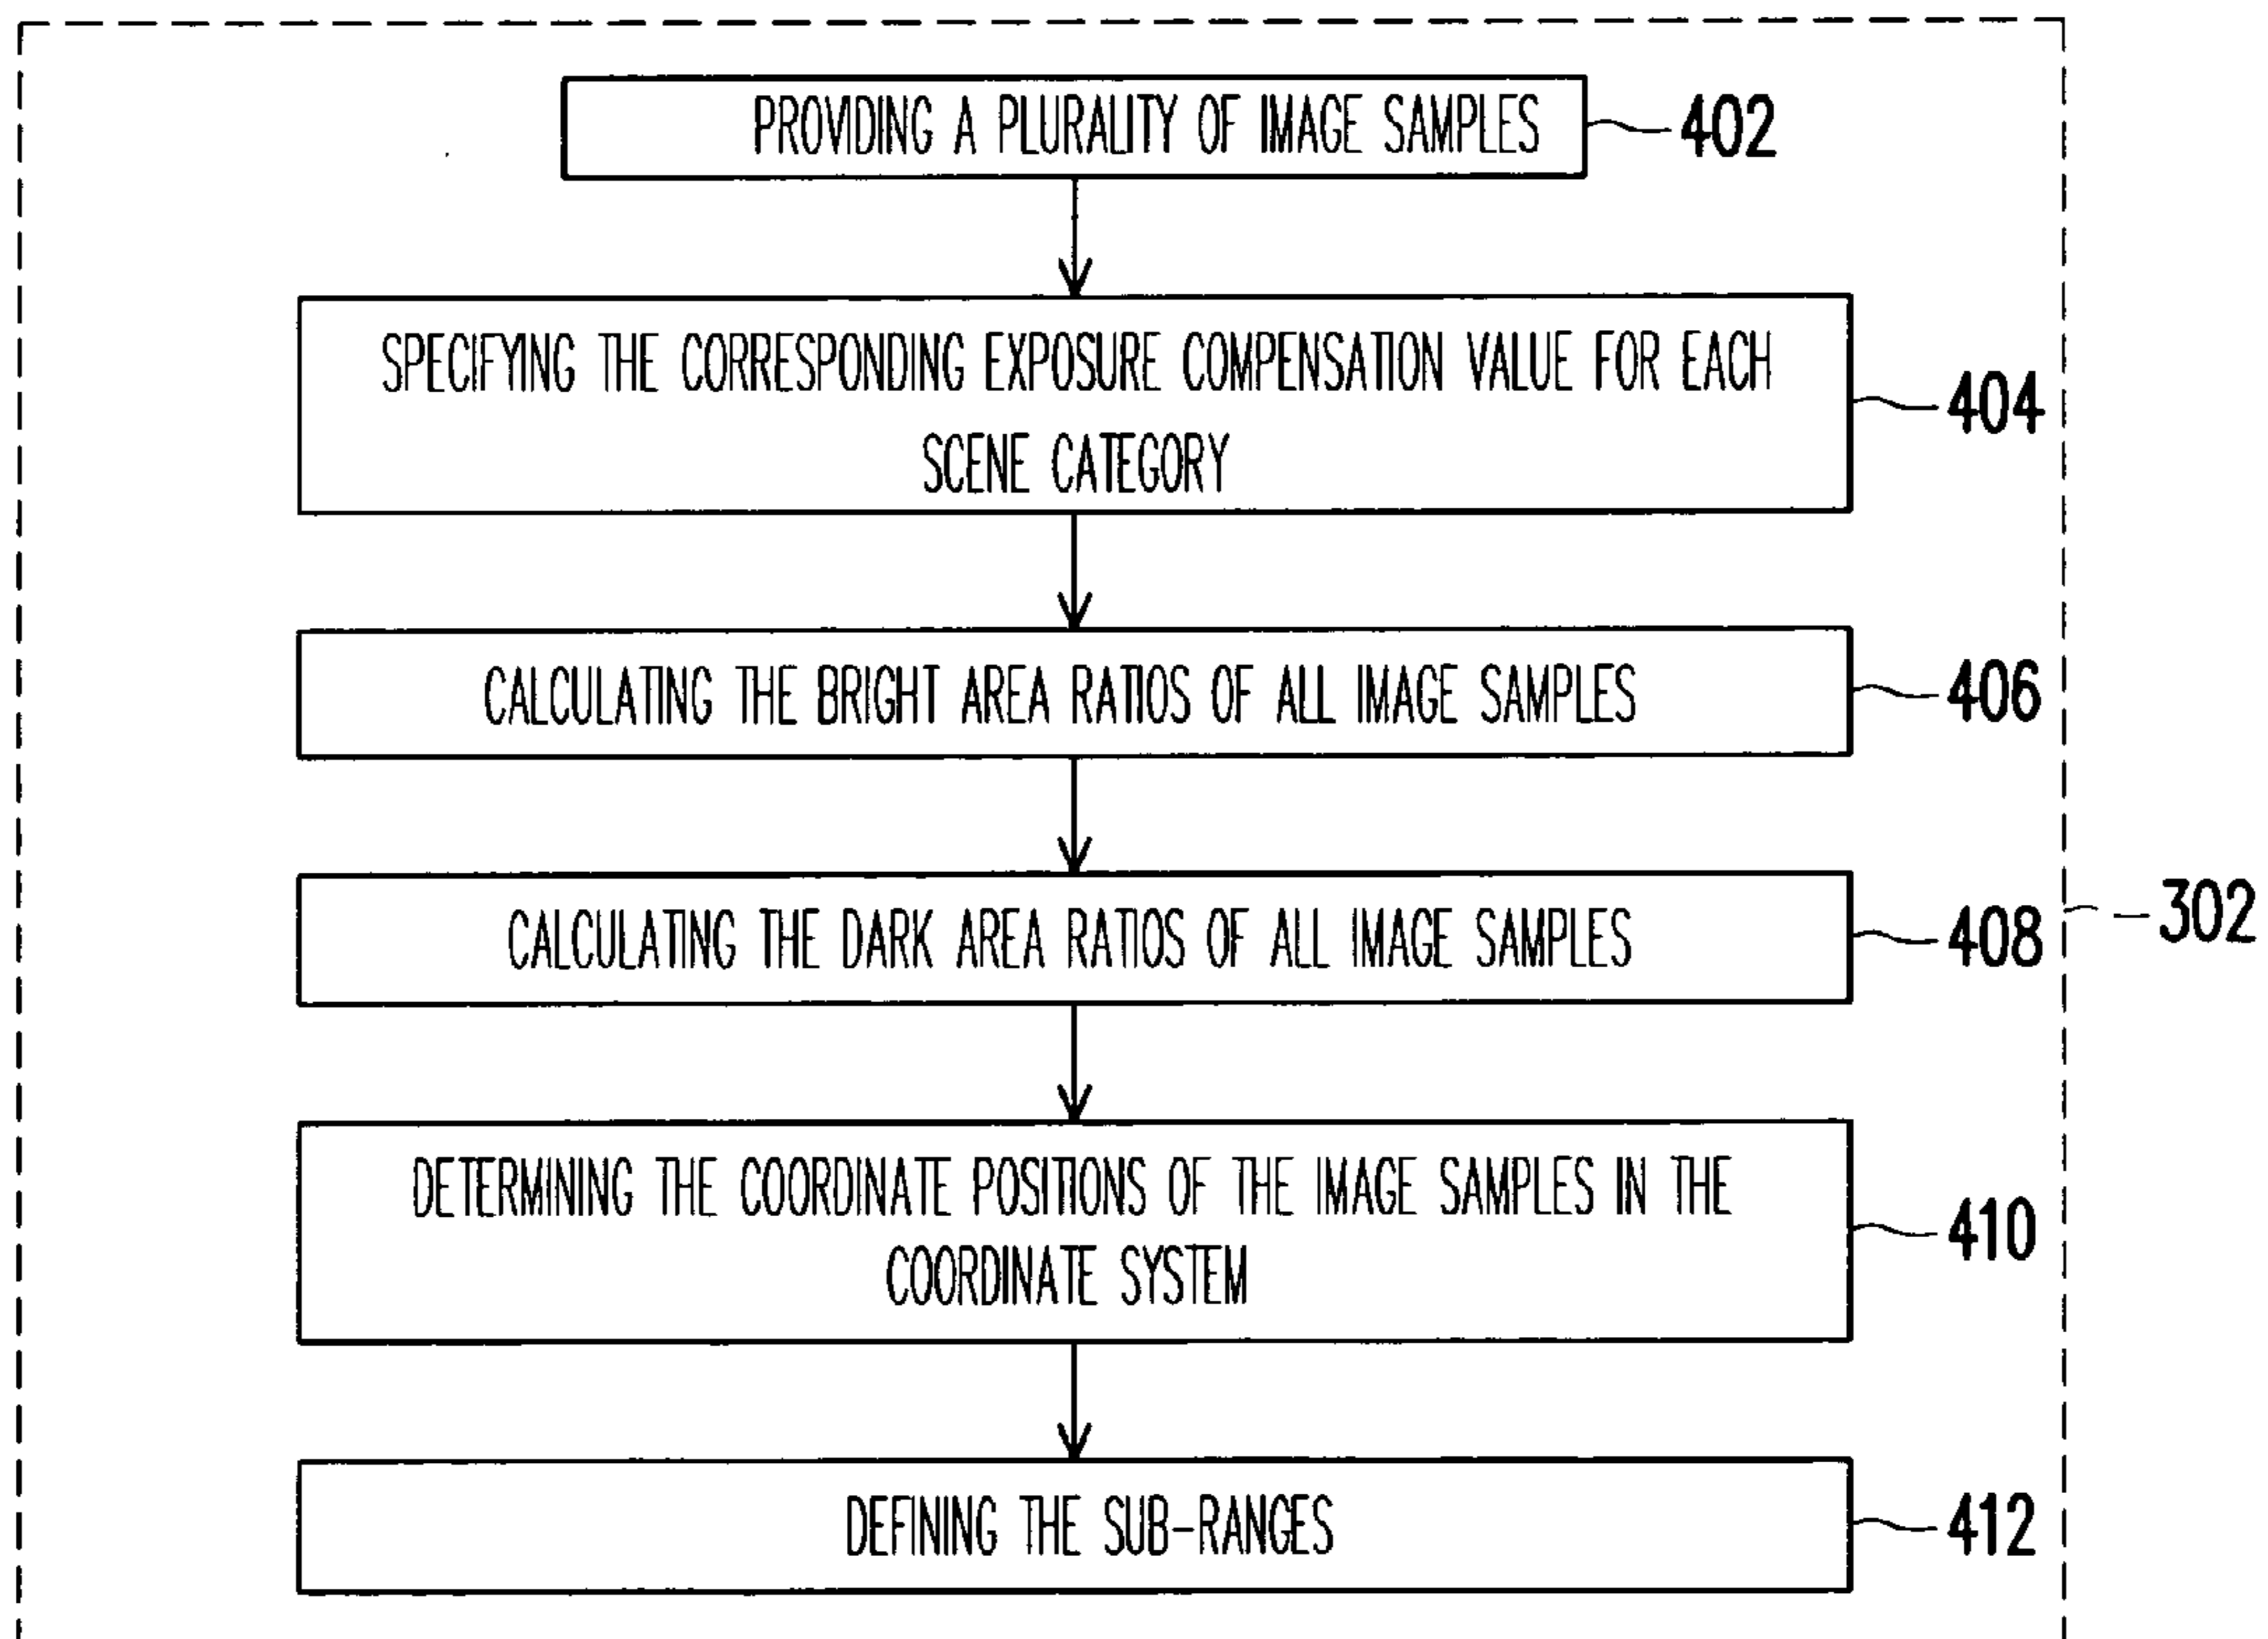 PROVIDING A PLURALITY OF IMAGE SAMPLES
402
SPECIFYING THE CORRESPONDING EXPOSURE COMPENSATION VALUE FOR EACH
SCENE CATEGORY
404
CALCULATING THE BRIGHT AREA RATIOS OF ALL IMAGE SAMPLES
406
CALCULATING THE DARK AREA RATIOS OF ALL IMAGE SAMPLES
408
302
DETERMINING THE COORDINATE POSITIONS OF THE IMAGE SAMPLES IN THE
COORDINATE SYSTEM
410
DEFINING THE SUB-RANGES
412